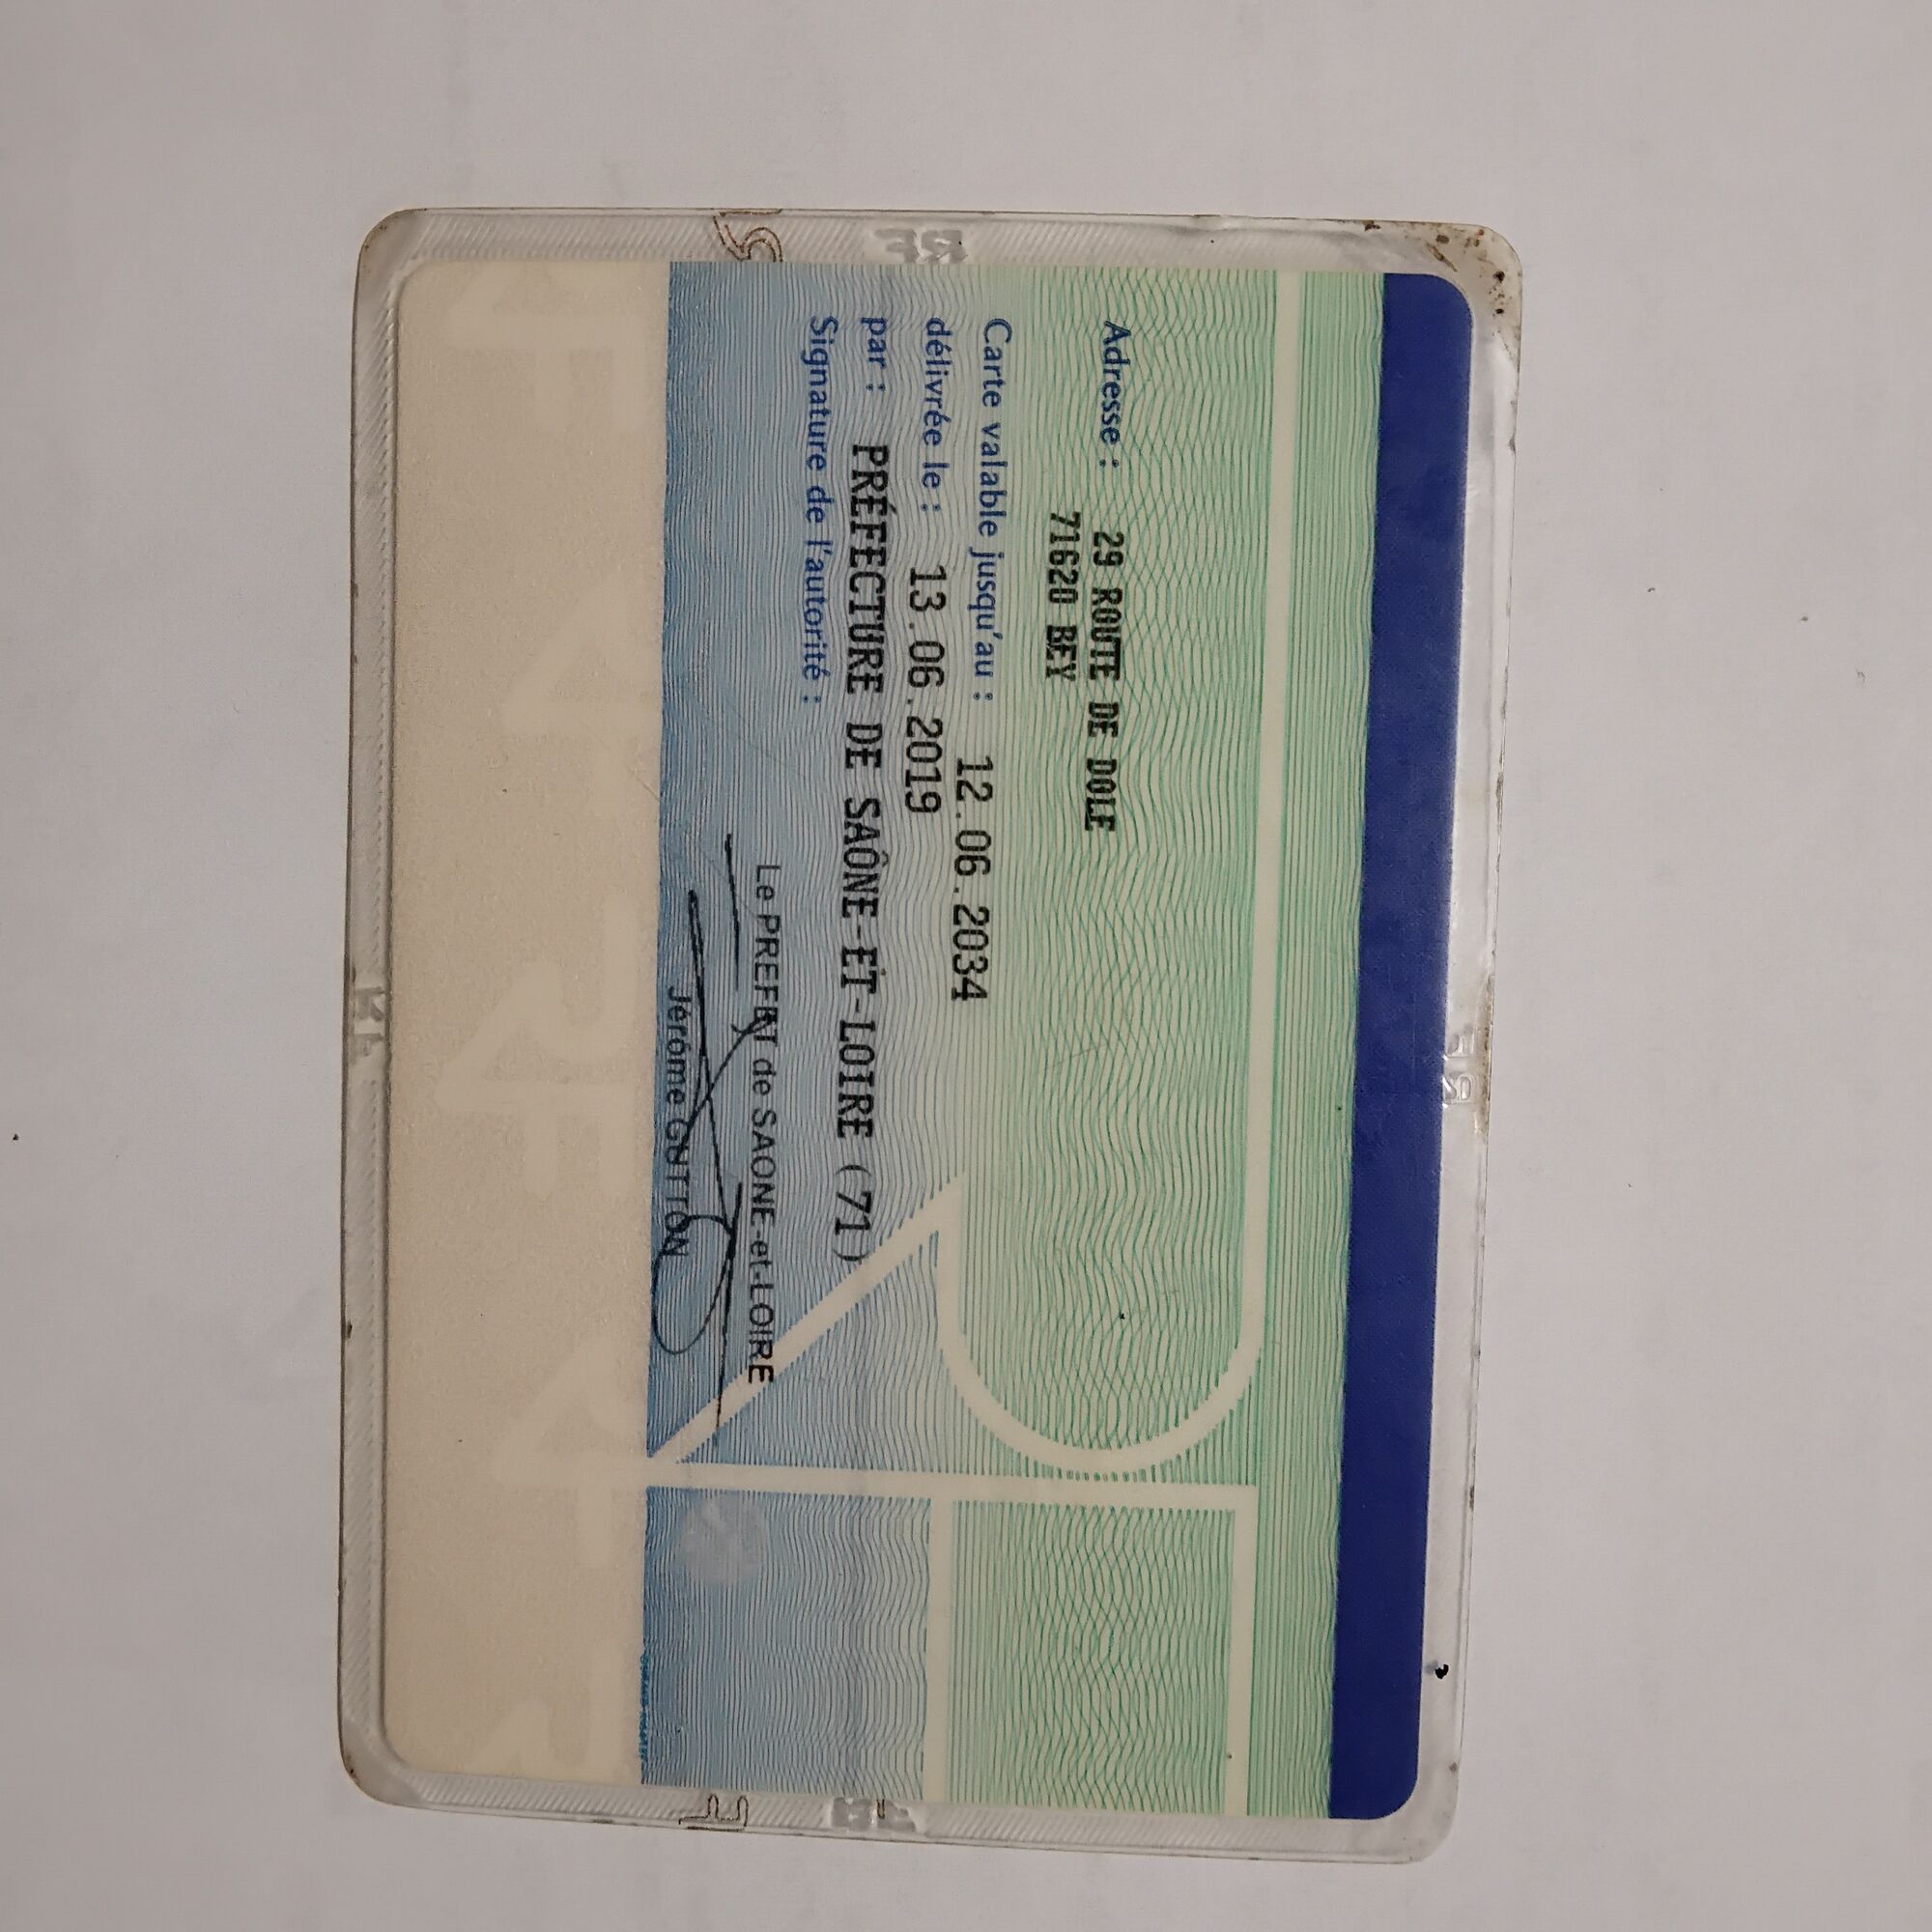 Adresse : 29 ROUTE DE DOLE
71620 BEY
Carte valable jusqu'au : 12.06.2034
délivrée le : 13.06.2019
par : PRÉFECTURE DE SAÔNE-ET-LOIRE (71)
Signature de l'autorité :
Le PREFET de SAONE-et-LOIRE
Jérôme GUTTON